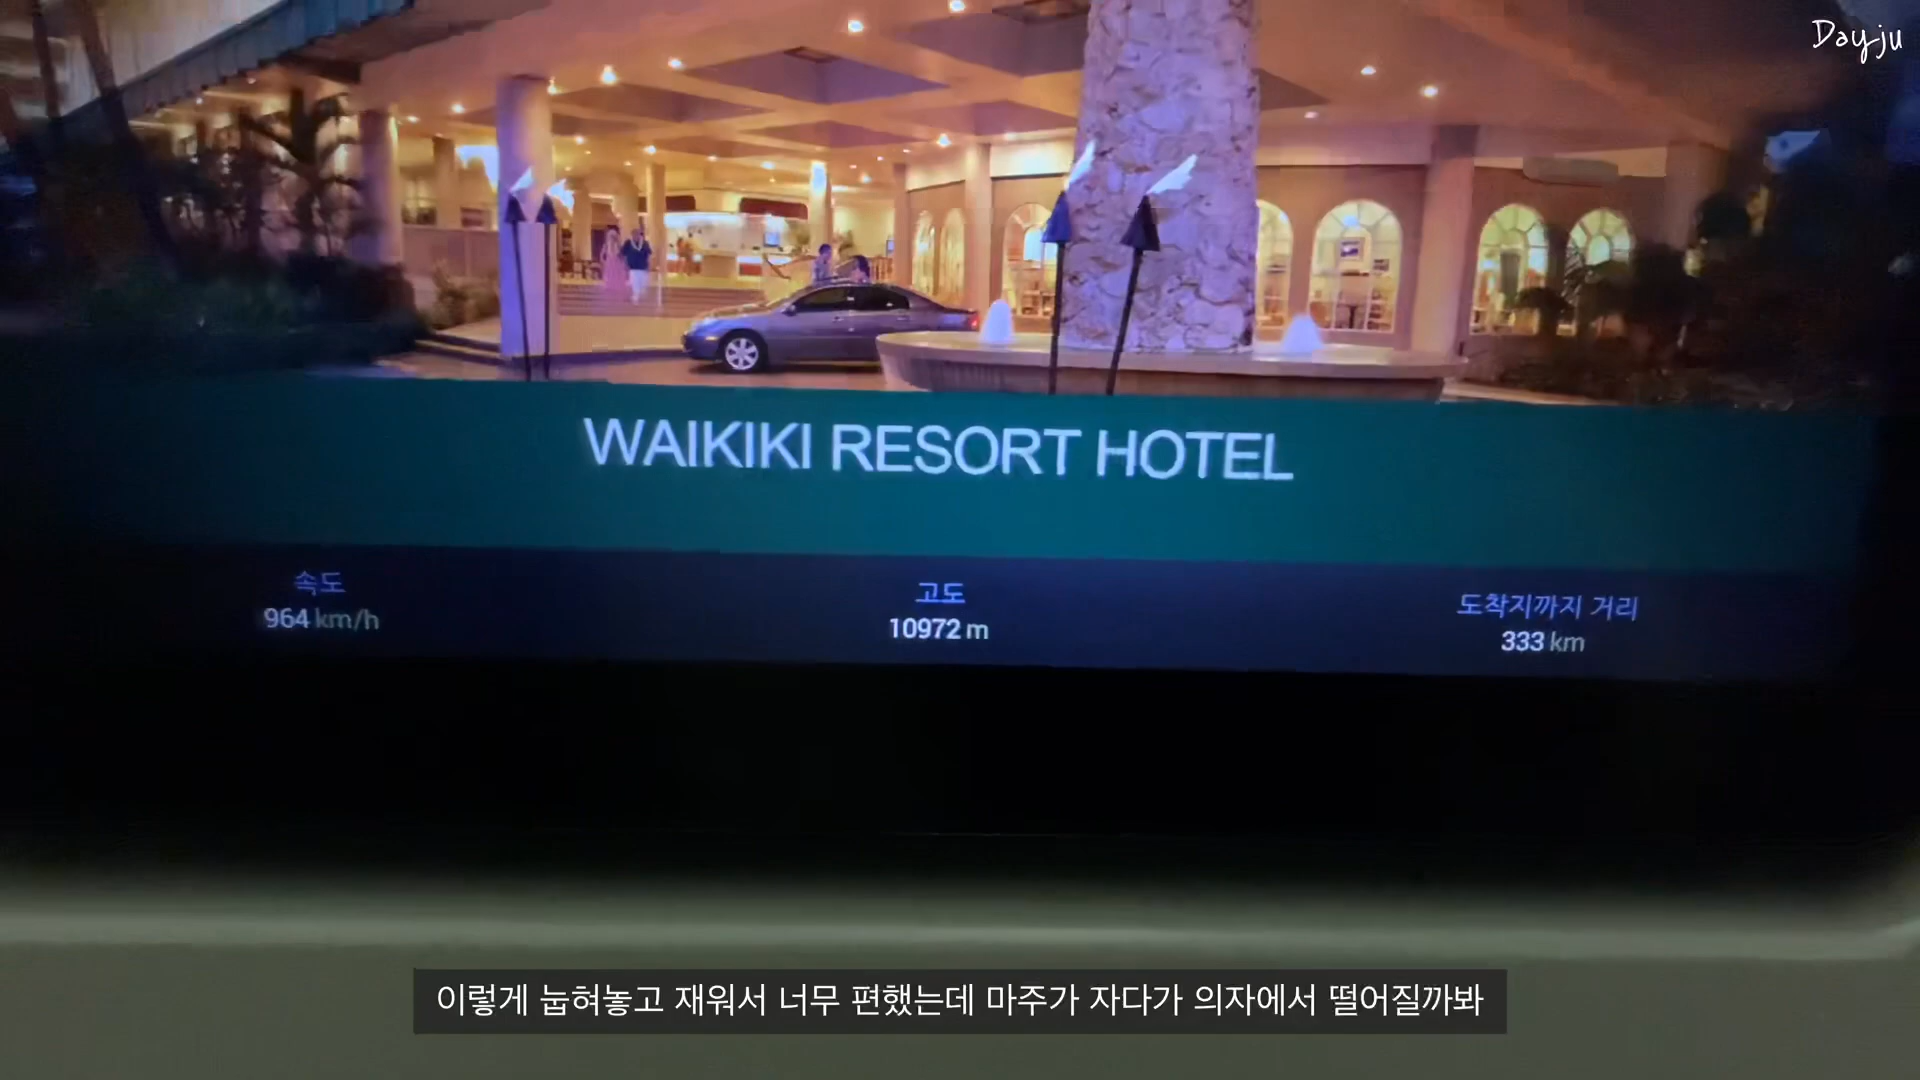 Dayju
WAIKIKI RESORT HOTEL
속도
964 km/h
고도
10972 m
도착지까지 거리
333 km
이렇게 눕혀놓고 재워서 너무 편했는데 마주가 자다가 의자에서 떨어질까봐